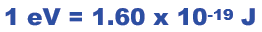 1 eV = 1.60 x 10⁻¹⁹ J